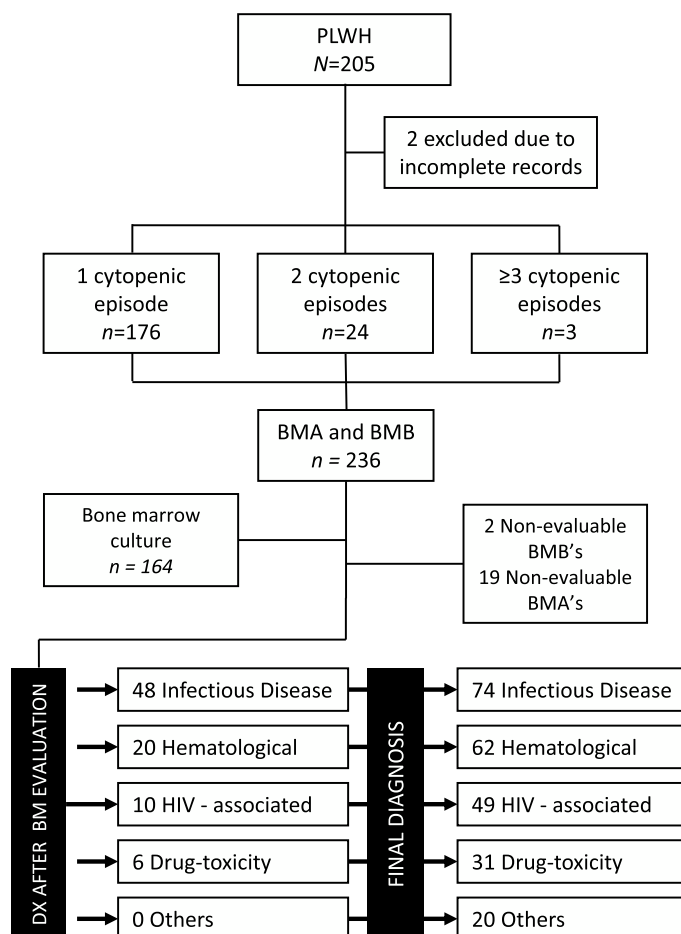 PLWH
N=205
2 excluded due to
incomplete records
1 cytopenic
episode
n=176
2 cytopenic
episodes
n=24
≥3 cytopenic
episodes
n=3
BMA and BMB
n = 236
Bone marrow
culture
n = 164
2 Non-evaluable
BMB's
19 Non-evaluable
BMA's
DX AFTER BM EVALUATION
48 Infectious Disease
20 Hematological
10 HIV - associated
6 Drug-toxicity
0 Others
FINAL DIAGNOSIS
74 Infectious Disease
62 Hematological
49 HIV - associated
31 Drug-toxicity
20 Others